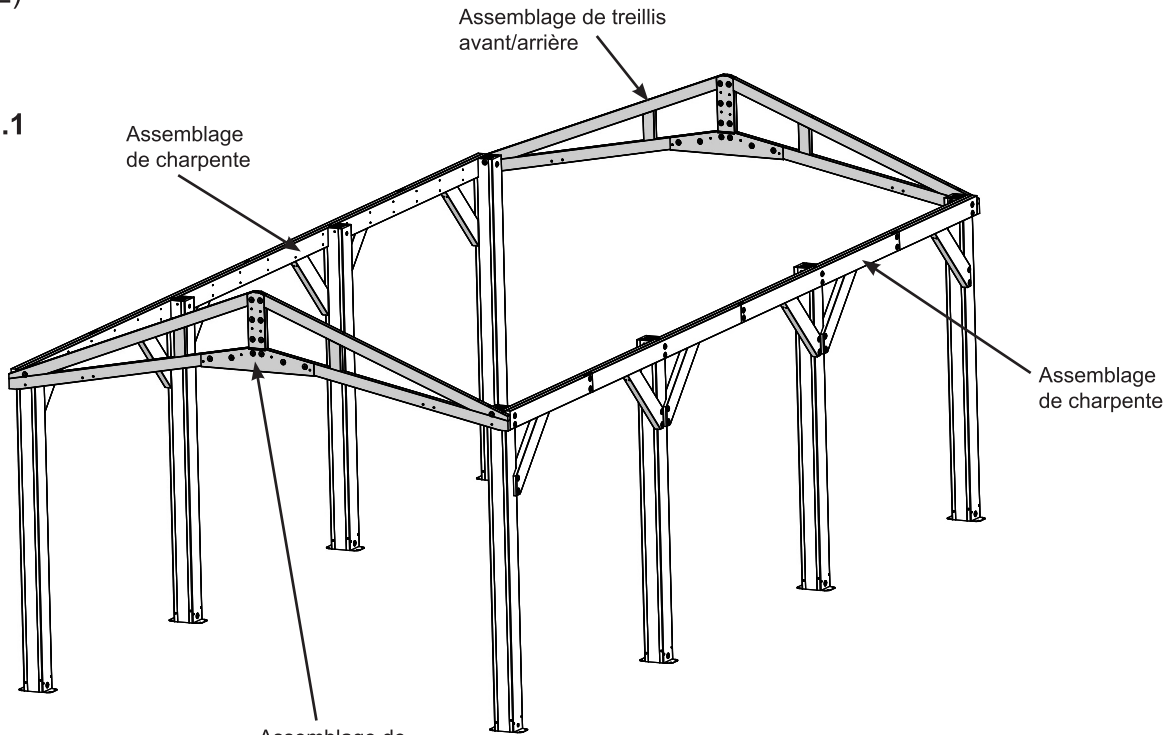 Assemblage de treillis
avant/arrière
.1
Assemblage
de charpente
Assemblage
de charpente
Assemblage de